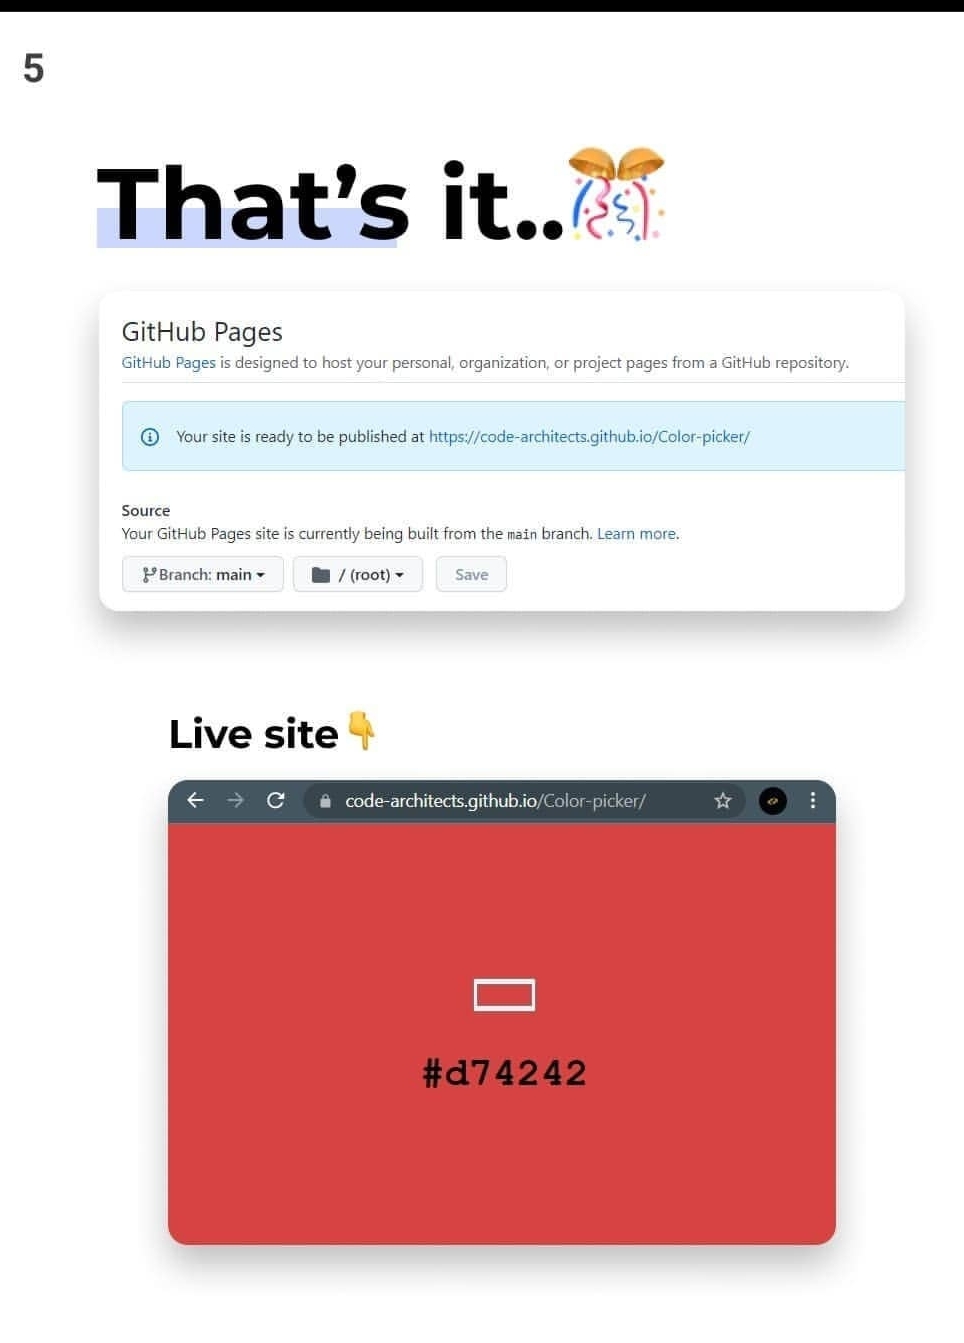 5
That's it..
GitHub Pages
GitHub Pages is designed to host your personal, organization, or project pages from a GitHub repository.
Your site is ready to be published at https://code-architects.github.io/Color-picker/
Source
Your GitHub Pages site is currently being built from the main branch. Learn more.
Branch: main
/ (root)
Save
Live site
code-architects.github.io/Color-picker/
#d74242